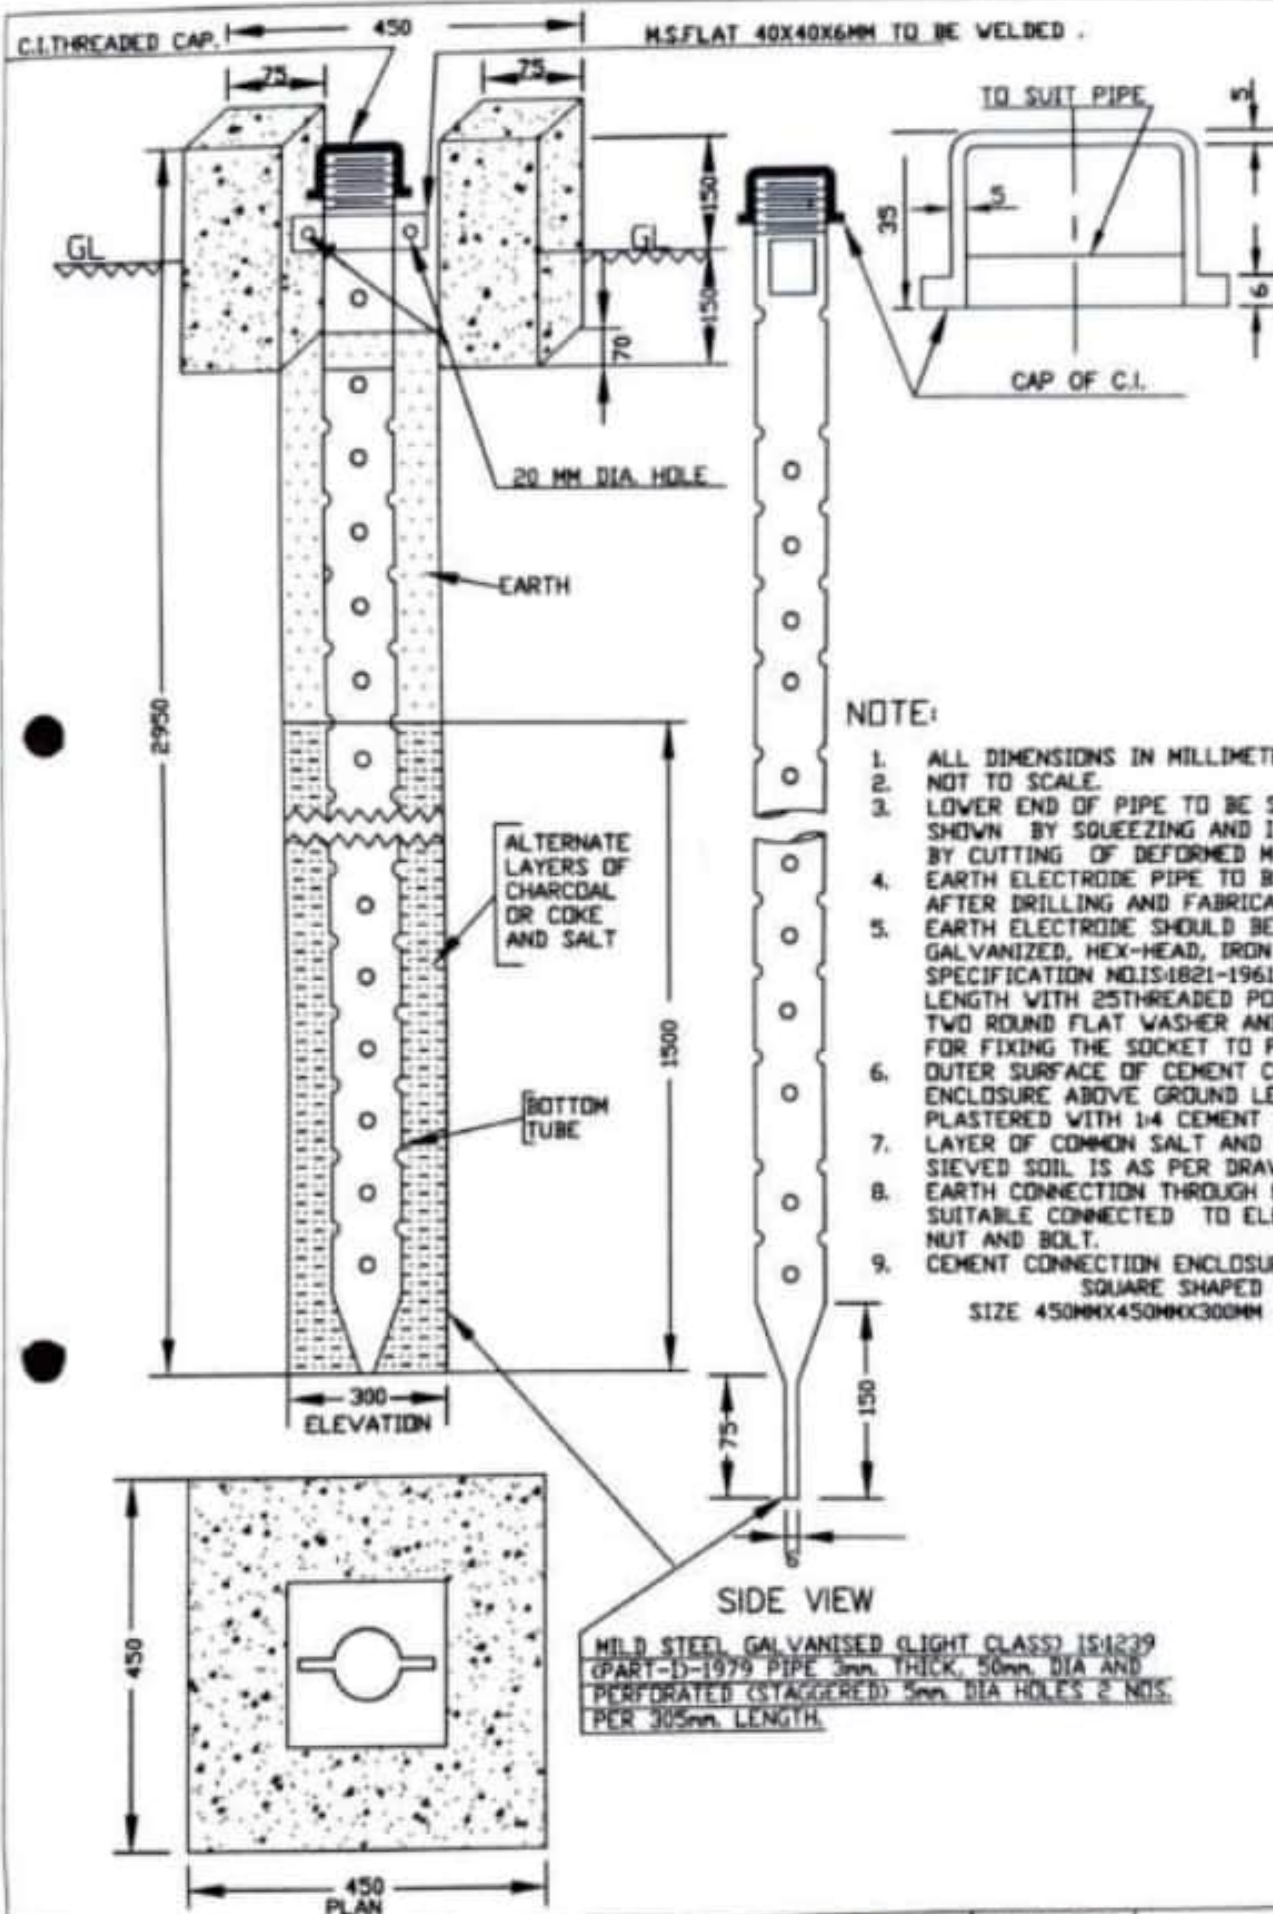 C.I.THREADED CAP.
450
M.S.FLAT 40X40X6MM TO BE WELDED .
75
75
TO SUIT PIPE
5
150
35
5
GL
GL
6
150
70
CAP OF C.I.
20 MM DIA. HOLE
EARTH
2950
NOTE:
1. ALL DIMENSIONS IN MILLIMET
2. NOT TO SCALE.
3. LOWER END OF PIPE TO BE S
SHOWN BY SQUEEZING AND I
BY CUTTING OF DEFORMED M
4. EARTH ELECTRODE PIPE TO B
AFTER DRILLING AND FABRICA
5. EARTH ELECTRODE SHOULD BE
GALVANIZED, HEX-HEAD, IRON
SPECIFICATION NO.IS:1821-1961
LENGTH WITH 25THREADED PO
TWO ROUND FLAT WASHER AN
FOR FIXING THE SOCKET TO P
6. OUTER SURFACE OF CEMENT C
ENCLOSURE ABOVE GROUND LE
PLASTERED WITH 1:4 CEMENT
7. LAYER OF COMMON SALT AND
SIEVED SOIL IS AS PER DRAW
8. EARTH CONNECTION THROUGH
SUITABLE CONNECTED TO ELE
NUT AND BOLT.
9. CEMENT CONNECTION ENCLOSU
SQUARE SHAPED
SIZE 450MMX450MMX300MM
ALTERNATE
LAYERS OF
CHARCOAL
OR COKE
AND SALT
1500
BOTTOM
TUBE
300
ELEVATION
75
150
SIDE VIEW
MILD STEEL GALVANISED (LIGHT CLASS) IS:1239
(PART-I)-1979 PIPE 3mm. THICK, 50mm. DIA AND
PERFORATED (STAGGERED) 5mm. DIA HOLES 2 NOS.
PER 305mm. LENGTH.
450
450
PLAN